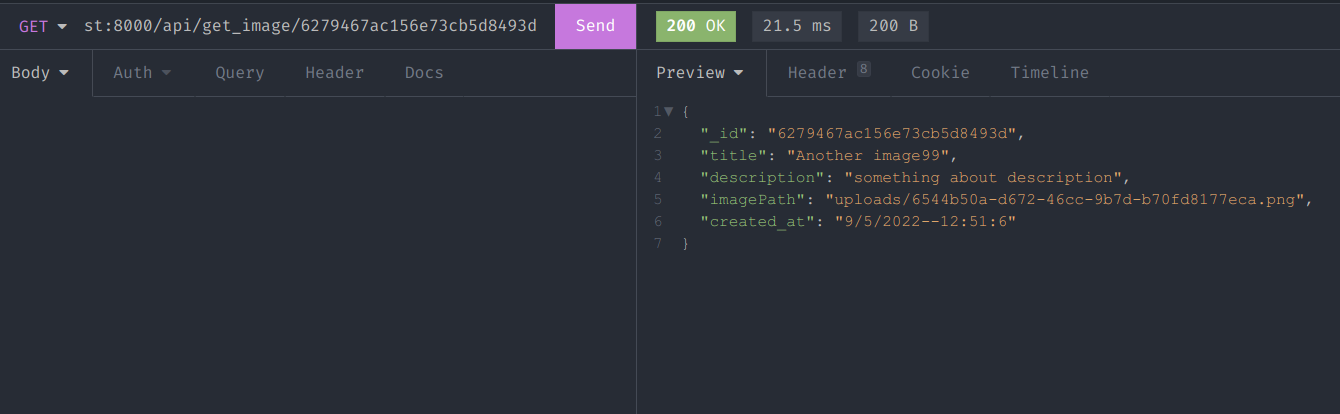 GET st:8000/api/get_image/6279467ac156e73cb5d8493d Send 200 OK 21.5 ms 200 B
Body Auth Query Header Docs Preview Header 8 Cookie Timeline
1 {
2 "_id": "6279467ac156e73cb5d8493d",
3 "title": "Another image99",
4 "description": "something about description",
5 "imagePath": "uploads/6544b50a-d672-46cc-9b7d-b70fd8177eca.png",
6 "created_at": "9/5/2022--12:51:6"
7 }